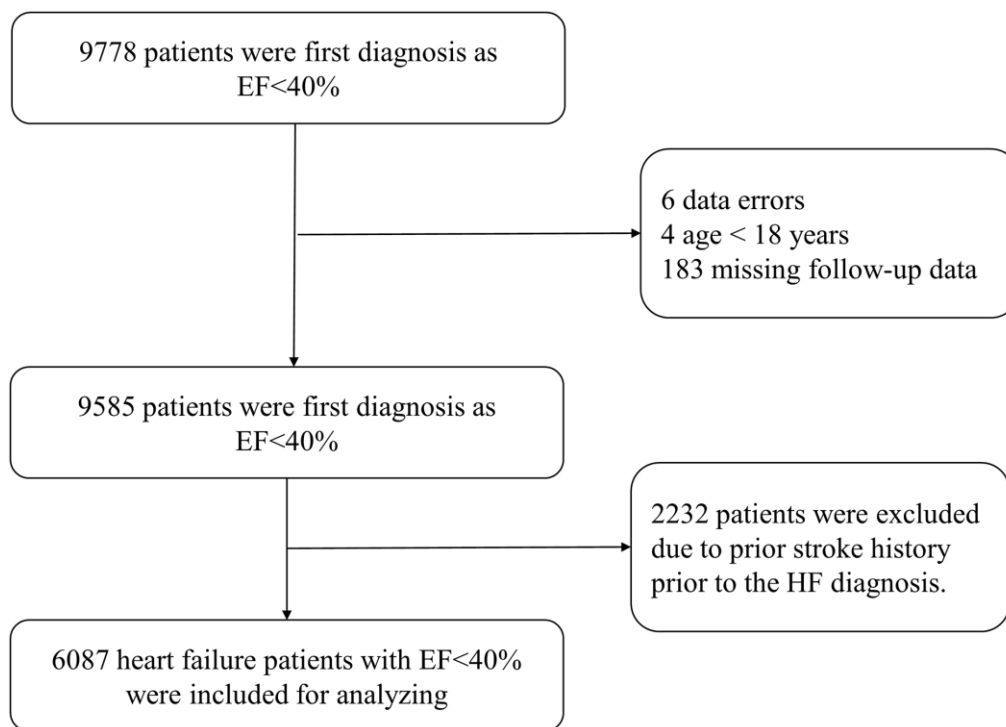 9778 patients were first diagnosis as
EF<40%
6 data errors
4 age < 18 years
183 missing follow-up data
9585 patients were first diagnosis as
EF<40%
2232 patients were excluded
due to prior stroke history
prior to the HF diagnosis.
6087 heart failure patients with EF<40%
were included for analyzing